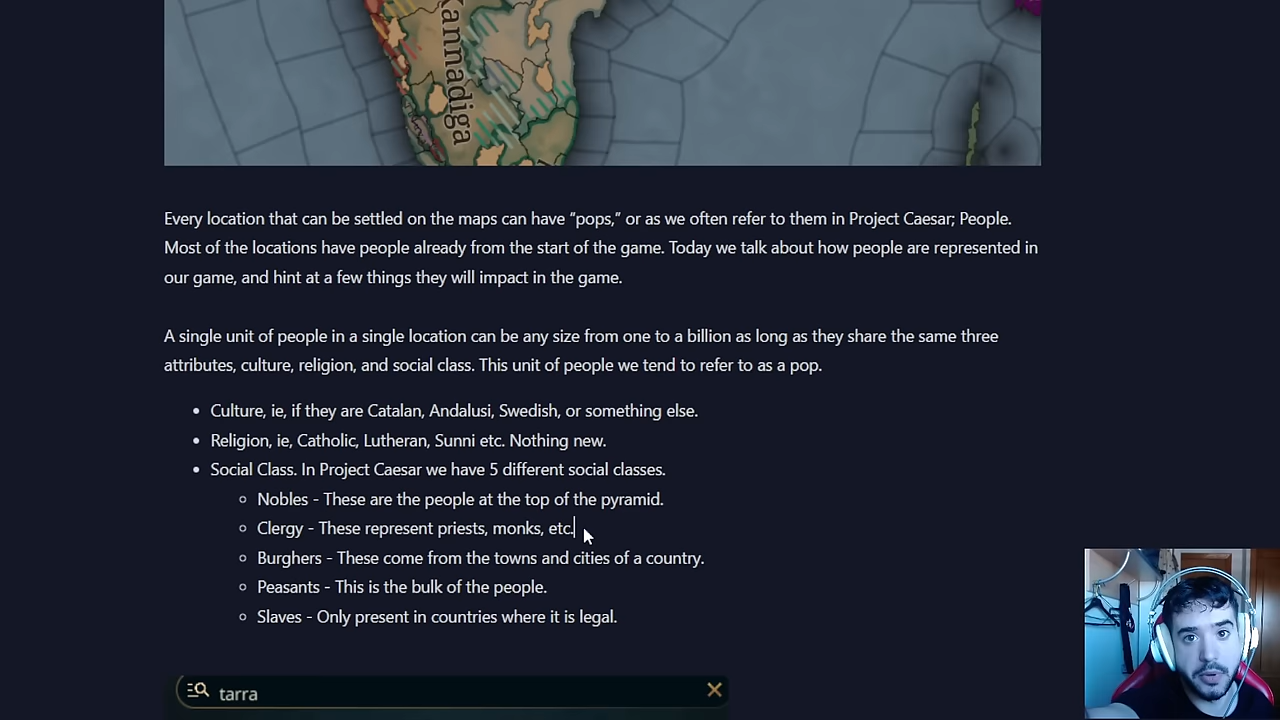 Kannadiga
Every location that can be settled on the maps can have “pops,” or as we often refer to them in Project Caesar; People.
Most of the locations have people already from the start of the game. Today we talk about how people are represented in
our game, and hint at a few things they will impact in the game.
A single unit of people in a single location can be any size from one to a billion as long as they share the same three
attributes, culture, religion, and social class. This unit of people we tend to refer to as a pop.
• Culture, ie, if they are Catalan, Andalusi, Swedish, or something else.
• Religion, ie, Catholic, Lutheran, Sunni etc. Nothing new.
• Social Class. In Project Caesar we have 5 different social classes.
◦ Nobles - These are the people at the top of the pyramid.
◦ Clergy - These represent priests, monks, etc.
◦ Burghers - These come from the towns and cities of a country.
◦ Peasants - This is the bulk of the people.
◦ Slaves - Only present in countries where it is legal.
tarra